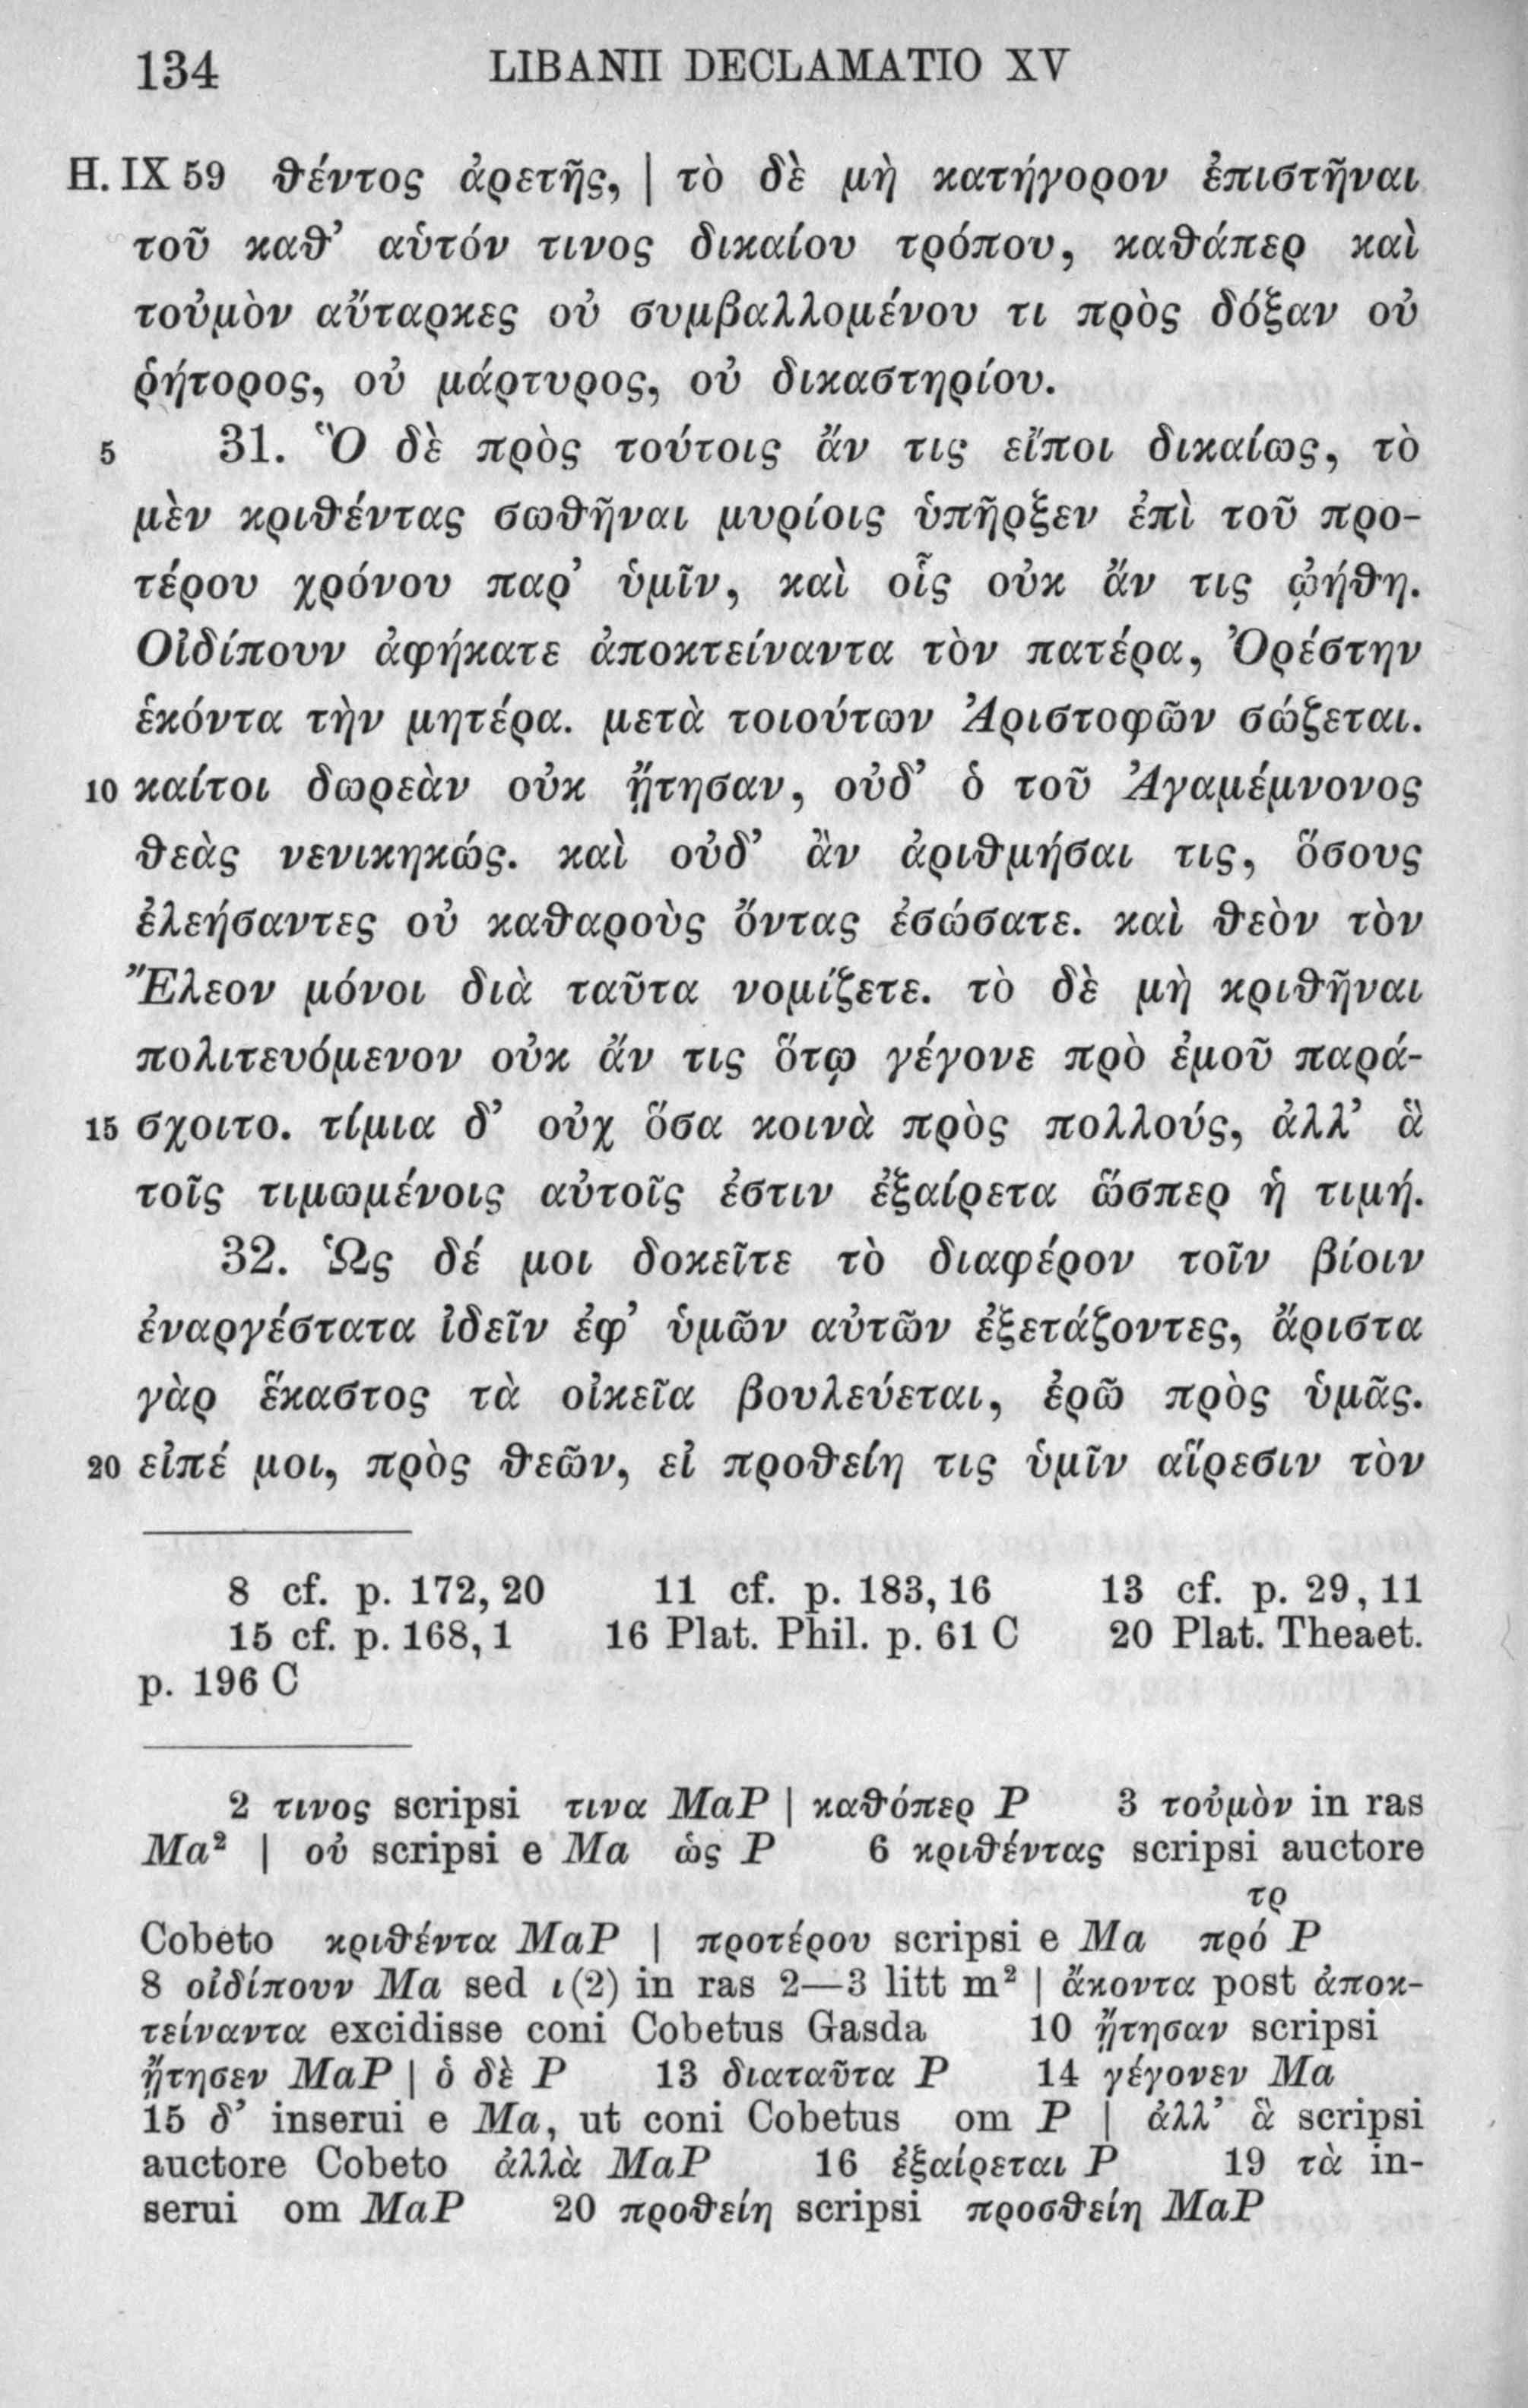 134 LIBANII DECLAMATIO XV
H. IX 59 θέντος ἀρετῆς, | τὸ δὲ μὴ κατήγορον ἐπιστῆναι
τοῦ καθ’ αὑτόν τινος δικαίου τρόπου, καθάπερ καὶ
τοὐμὸν αὔταρκες οὐ συμβαλλομένου τι πρὸς δόξαν οὐ
ῥήτορος, οὐ μάρτυρος, οὐ δικαστηρίου.
5 31. Ὃ δὲ πρὸς τούτοις ἄν τις εἴποι δικαίως, τὸ
μὲν κριθέντας σωθῆναι μυρίοις ὑπῆρξεν ἐπὶ τοῦ προ-
τέρου χρόνου παρ’ ὑμῖν, καὶ οἷς οὐκ ἄν τις ᾠήθη.
Οἰδίπουν ἀφήκατε ἀποκτείναντα τὸν πατέρα, Ὀρέστην
ἑκόντα τὴν μητέρα. μετὰ τοιούτων Ἀριστοφῶν σώζεται.
10 καίτοι δωρεὰν οὐκ ᾔτησαν, οὐδ’ ὁ τοῦ Ἀγαμέμνονος
θεὰς νενικηκώς. καὶ οὐδ’ ἂν ἀριθμήσαι τις, ὅσους
ἐλεήσαντες οὐ καθαροὺς ὄντας ἐσώσατε. καὶ θεὸν τὸν
Ἔλεον μόνοι διὰ ταῦτα νομίζετε. τὸ δὲ μὴ κριθῆναι
πολιτευόμενον οὐκ ἄν τις ὅτῳ γέγονε πρὸ ἐμοῦ παρά-
15 σχοιτο. τίμια δ’ οὐχ ὅσα κοινὰ πρὸς πολλούς, ἀλλ’ ἃ
τοῖς τιμωμένοις αὐτοῖς ἐστιν ἐξαίρετα ὥσπερ ἡ τιμή.
32. Ὡς δέ μοι δοκεῖτε τὸ διαφέρον τοῖν βίοιν
ἐναργέστατα ἰδεῖν ἐφ’ ὑμῶν αὐτῶν ἐξετάζοντες, ἄριστα
γὰρ ἕκαστος τὰ οἰκεῖα βουλεύεται, ἐρῶ πρὸς ὑμᾶς.
20 εἰπέ μοι, πρὸς θεῶν, εἰ προθείη τις ὑμῖν αἵρεσιν τὸν
8 cf. p. 172, 20 11 cf. p. 183, 16 13 cf. p. 29, 11
15 cf. p. 168, 1 16 Plat. Phil. p. 61 C 20 Plat. Theaet.
p. 196 C
2 τινος scripsi τινα MaP | καθόπερ P 3 τοὐμὸν in ras
Ma² | οὐ scripsi e Ma ὡς P 6 κριθέντας scripsi auctore
τρ
Cobeto κριθέντα MaP | προτέρου scripsi e Ma πρό P
8 οἰδίπουν Ma sed ι(2) in ras 2—3 litt m² | ἄκοντα post ἀποκ-
τείναντα excidisse coni Cobetus Gasda 10 ᾔτησαν scripsi
ᾔτησεν MaP | ὁ δὲ P 13 διαταῦτα P 14 γέγονεν Ma
15 δ’ inserui e Ma, ut coni Cobetus om P | ἀλλ’ ἃ scripsi
auctore Cobeto ἀλλὰ MaP 16 ἐξαίρεται P 19 τὰ in-
serui om MaP 20 προθείη scripsi προσθείη MaP